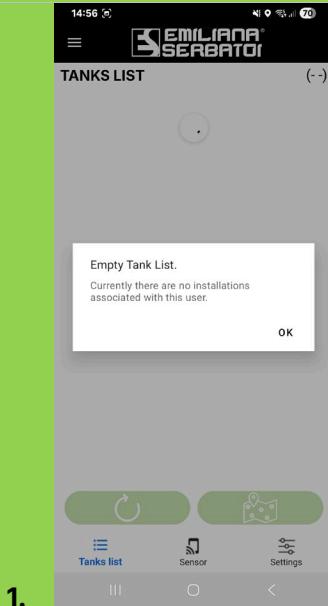 14:56
70
EMILIANA®
SERBATOI
TANKS LIST
(--)
Empty Tank List.
Currently there are no installations
associated with this user.
OK
Tanks list
Sensor
Settings
1.